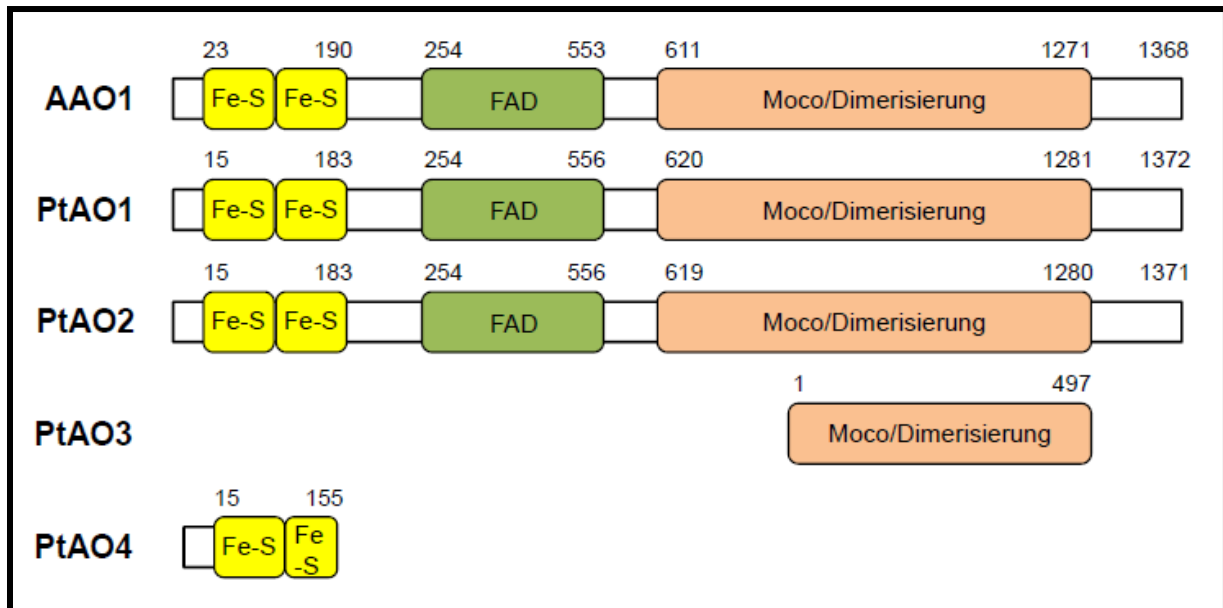 23 190 254 553 611 1271 1368
AAO1 Fe-S Fe-S FAD Moco/Dimerisierung
15 183 254 556 620 1281 1372
PtAO1 Fe-S Fe-S FAD Moco/Dimerisierung
15 183 254 556 619 1280 1371
PtAO2 Fe-S Fe-S FAD Moco/Dimerisierung
1 497
PtAO3 Moco/Dimerisierung
15 155
PtAO4 Fe-S Fe
-S